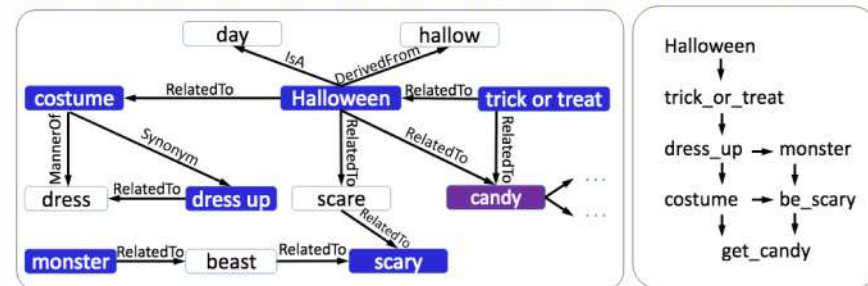 day
hallow
IsA
DerivedFrom
costume
RelatedTo
Halloween
RelatedTo
trick or treat
MannerOf
Synonym
RelatedTo
RelatedTo
RelatedTo
dress
RelatedTo
dress up
scare
candy
...
...
RelatedTo
monster
RelatedTo
beast
RelatedTo
scary
Halloween
trick_or_treat
dress_up
monster
costume
be_scary
get_candy